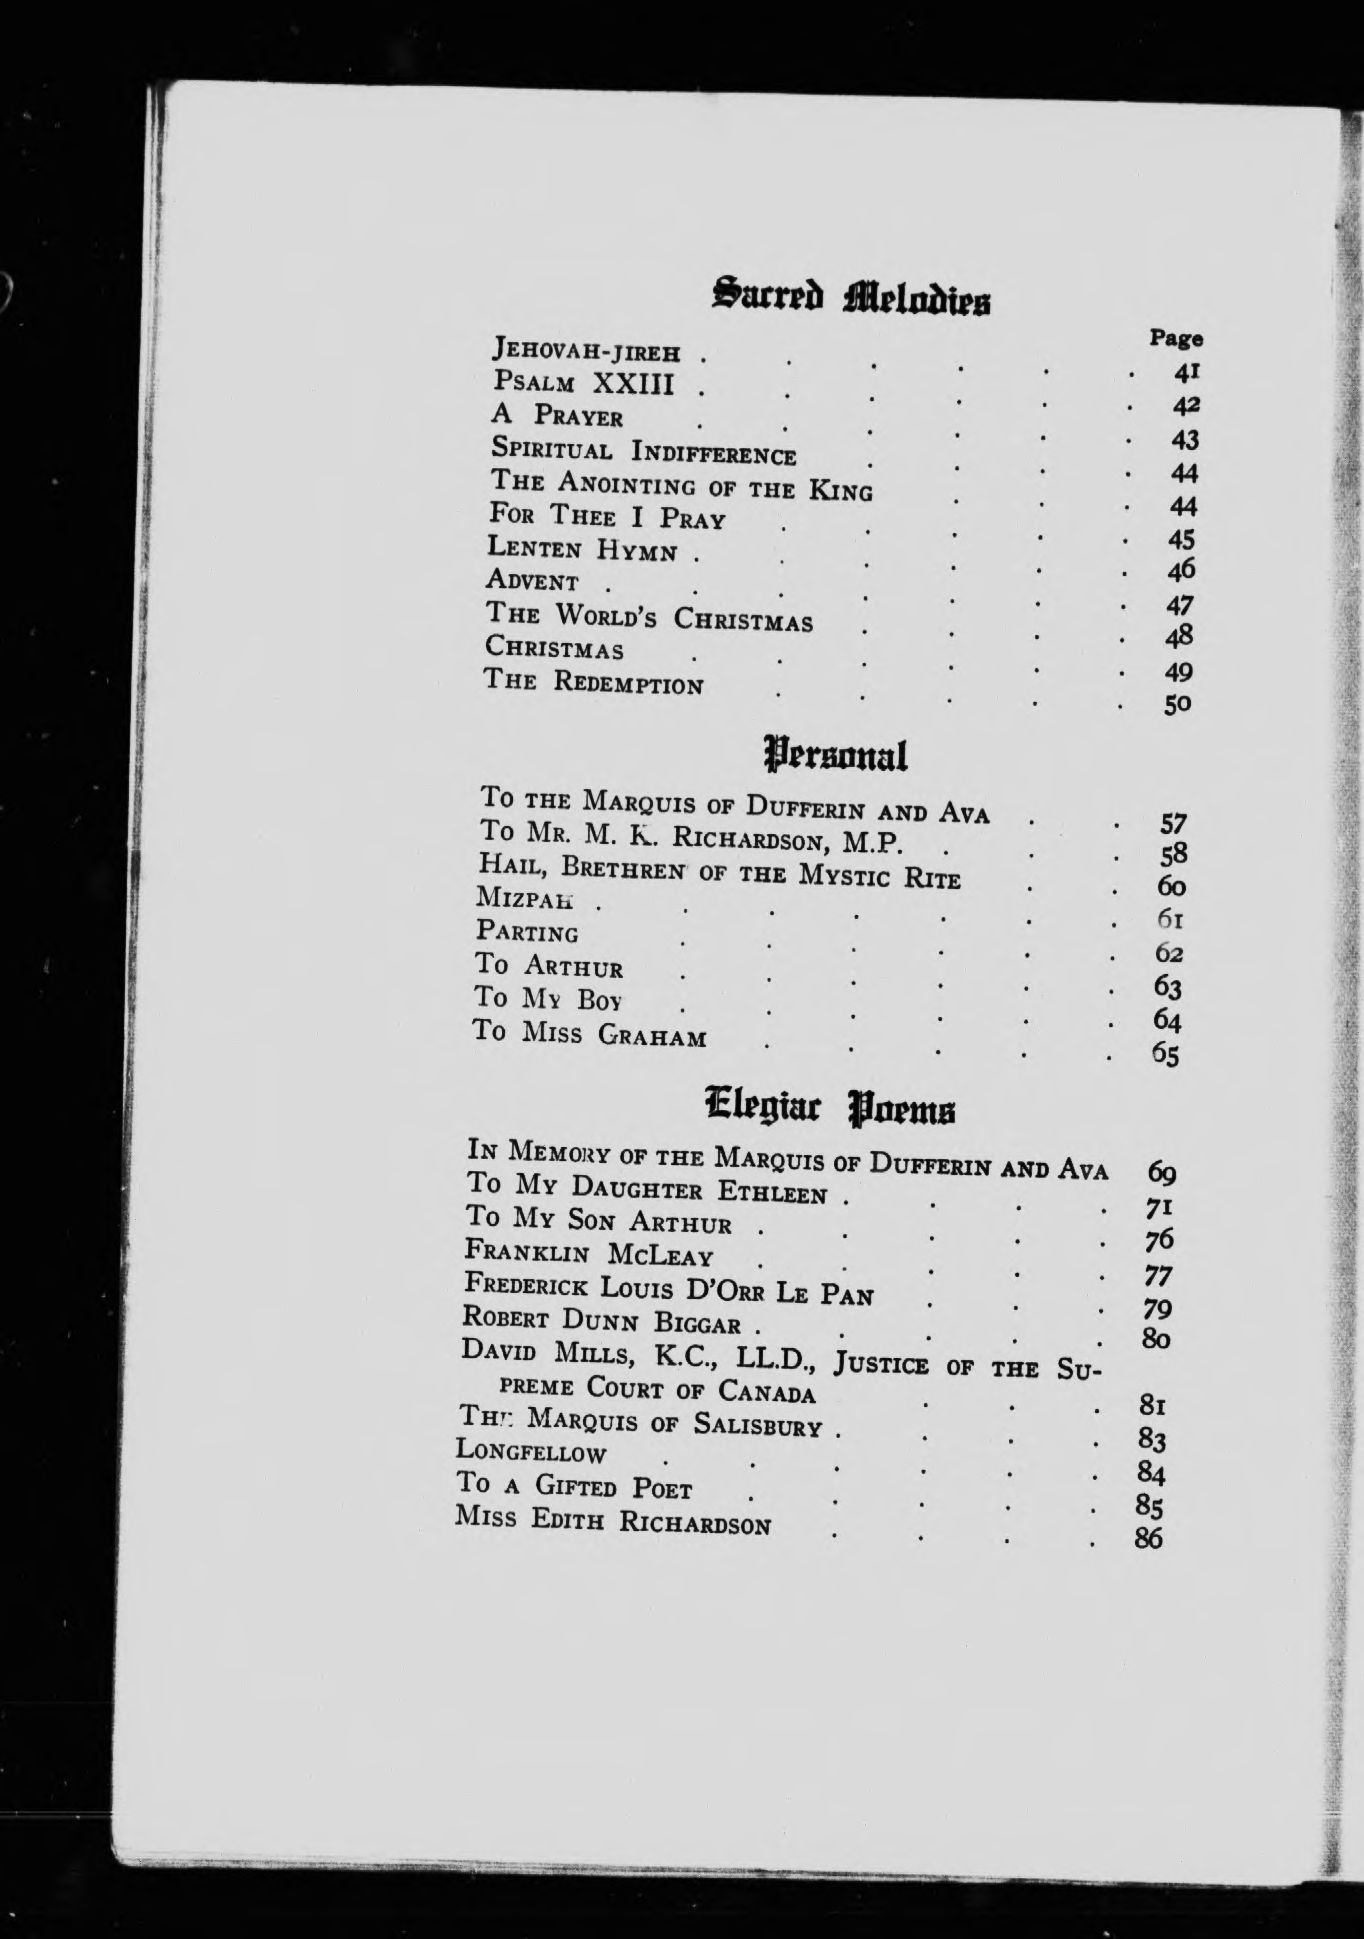 Sacred Melodies
Page
Jehovah-jireh . . . . . . 41
Psalm XXIII . . . . . . 42
A Prayer . . . . . . 43
Spiritual Indifference . . . . 44
The Anointing of the King . . . 44
For Thee I Pray . . . . . 45
Lenten Hymn . . . . . . 46
Advent . . . . . . . 47
The World's Christmas . . . . 48
Christmas . . . . . . 49
The Redemption . . . . . 50
Personal
To the Marquis of Dufferin and Ava . . 57
To Mr. M. K. Richardson, M.P. . . . 58
Hail, Brethren of the Mystic Rite . . 60
Mizpah . . . . . . . 61
Parting . . . . . . 62
To Arthur . . . . . . 63
To My Boy . . . . . . 64
To Miss Graham . . . . . 65
Elegiac Poems
In Memory of the Marquis of Dufferin and Ava 69
To My Daughter Ethleen . . . . 71
To My Son Arthur . . . . . 76
Franklin McLeay . . . . . 77
Frederick Louis D'Orr Le Pan . . . 79
Robert Dunn Biggar . . . . . 80
David Mills, K.C., LL.D., Justice of the Su-
preme Court of Canada . . . 81
The Marquis of Salisbury . . . . 83
Longfellow . . . . . . 84
To a Gifted Poet . . . . . 85
Miss Edith Richardson . . . . 86